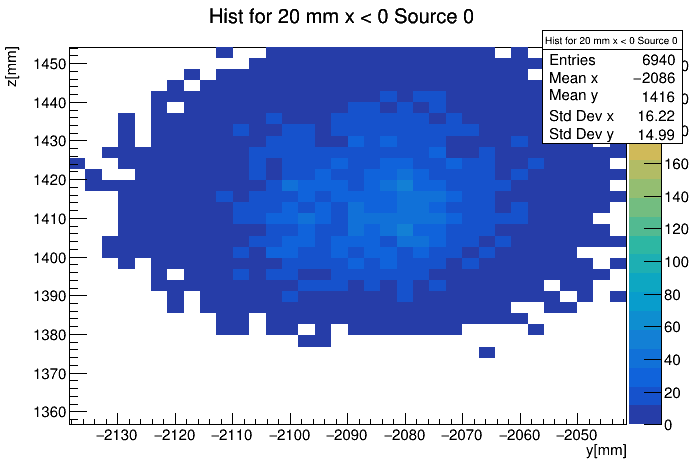 Hist for 20 mm x < 0 Source 0
Hist for 20 mm x < 0 Source 0
Entries 6940
Mean x −2086
Mean y 1416
Std Dev x 16.22
Std Dev y 14.99
z[mm]
1450
1440
1430
1420
1410
1400
1390
1380
1370
1360
−2130 −2120 −2110 −2100 −2090 −2080 −2070 −2060 −2050
y[mm]
160
140
120
100
80
60
40
20
0